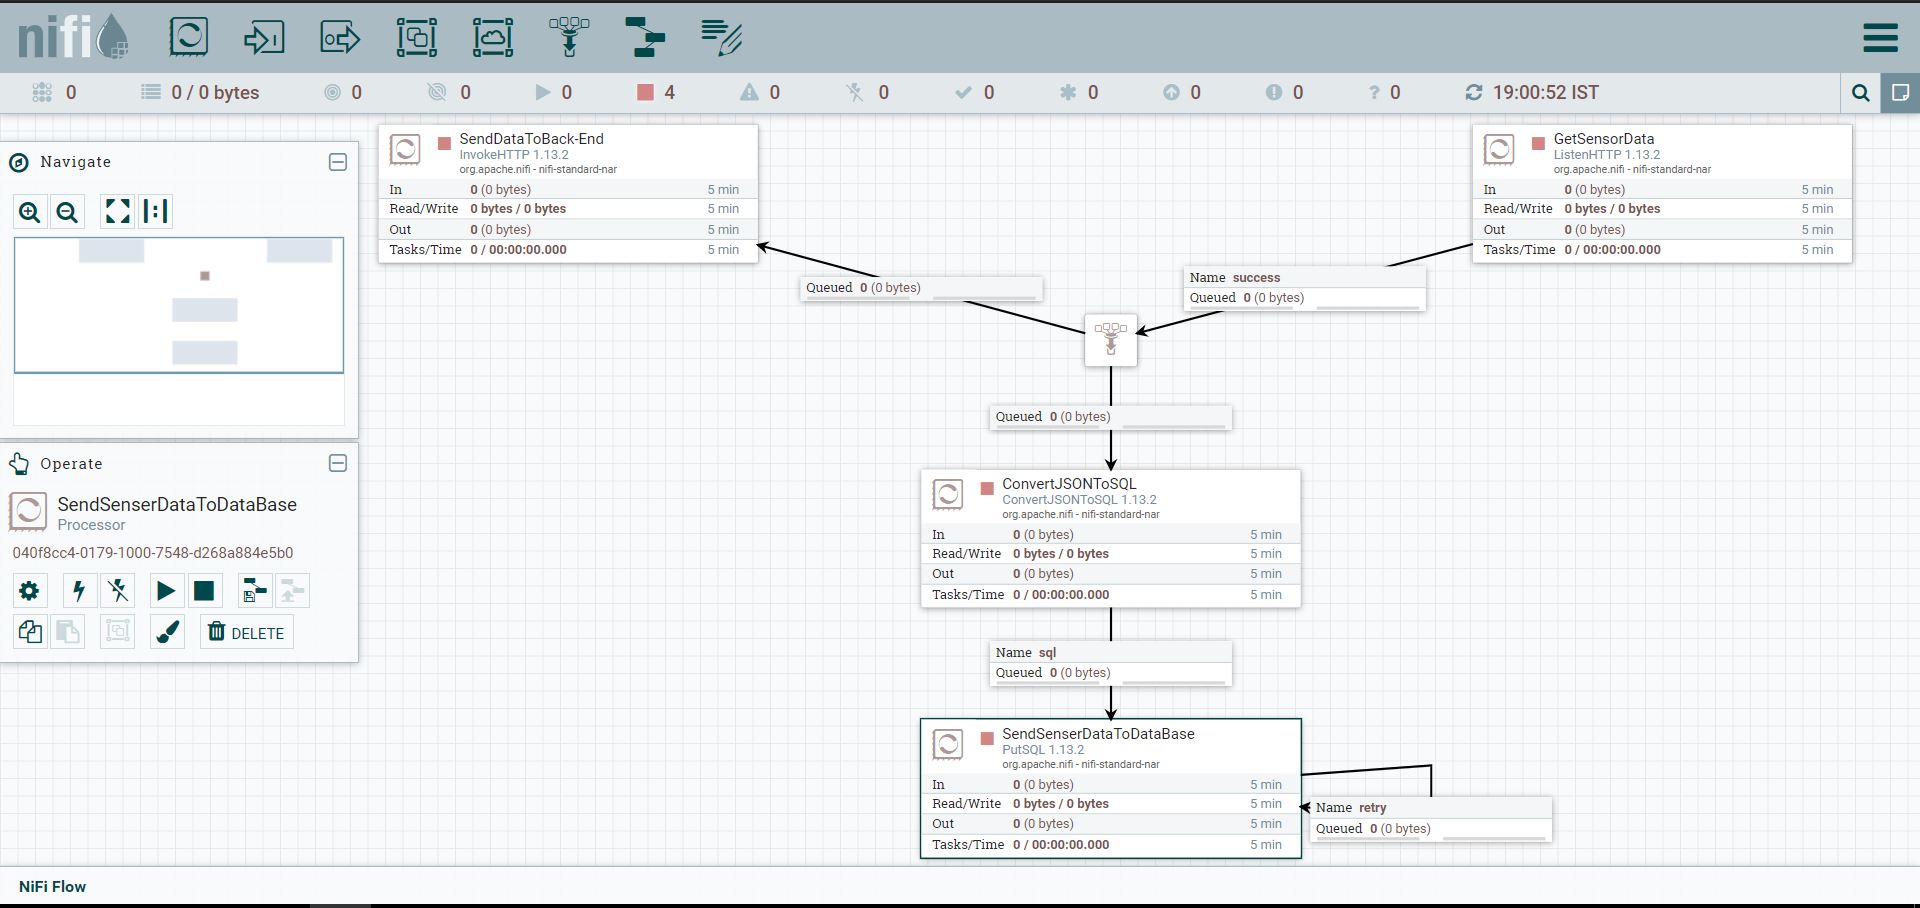 nifi
0
0 / 0 bytes
0
0
0
4
0
0
0
0
0
0
? 0
19:00:52 IST
Navigate
Operate
SendSenserDataToDataBase
Processor
040f8cc4-0179-1000-7548-d268a884e5b0
DELETE
SendDataToBack-End
InvokeHTTP 1.13.2
org.apache.nifi - nifi-standard-nar
In 0 (0 bytes) 5 min
Read/Write 0 bytes / 0 bytes 5 min
Out 0 (0 bytes) 5 min
Tasks/Time 0 / 00:00:00.000 5 min
GetSensorData
ListenHTTP 1.13.2
org.apache.nifi - nifi-standard-nar
In 0 (0 bytes) 5 min
Read/Write 0 bytes / 0 bytes 5 min
Out 0 (0 bytes) 5 min
Tasks/Time 0 / 00:00:00.000 5 min
Queued 0 (0 bytes)
Name success
Queued 0 (0 bytes)
Queued 0 (0 bytes)
ConvertJSONToSQL
ConvertJSONToSQL 1.13.2
org.apache.nifi - nifi-standard-nar
In 0 (0 bytes) 5 min
Read/Write 0 bytes / 0 bytes 5 min
Out 0 (0 bytes) 5 min
Tasks/Time 0 / 00:00:00.000 5 min
Name sql
Queued 0 (0 bytes)
SendSenserDataToDataBase
PutSQL 1.13.2
org.apache.nifi - nifi-standard-nar
In 0 (0 bytes) 5 min
Read/Write 0 bytes / 0 bytes 5 min
Out 0 (0 bytes) 5 min
Tasks/Time 0 / 00:00:00.000 5 min
Name retry
Queued 0 (0 bytes)
NiFi Flow